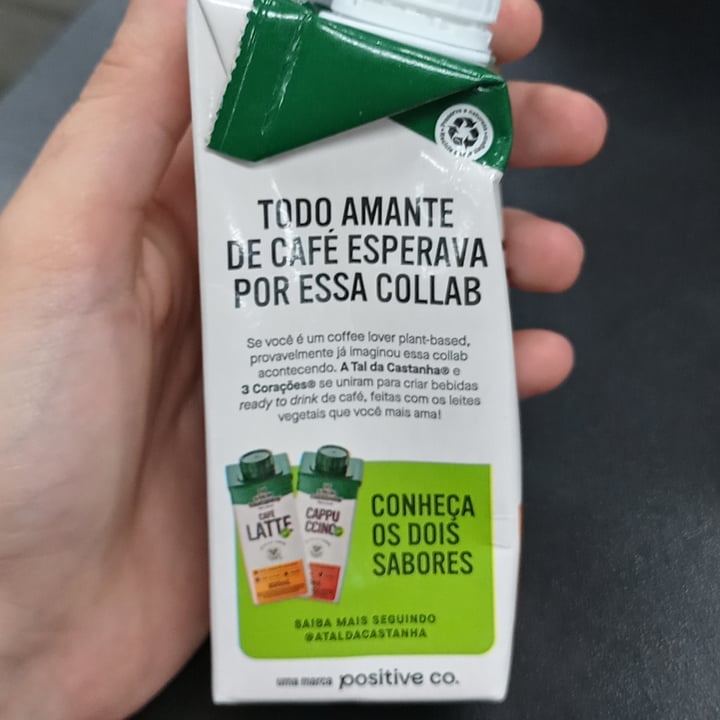 TODO AMANTE
DE CAFÉ ESPERAVA
POR ESSA COLLAB
Se você é um coffee lover plant-based,
provavelmente já imaginou essa collab
acontecendo. A Tal da Castanha® e
3 Corações® se uniram para criar bebidas
ready to drink de café, feitas com os leites
vegetais que você mais ama!
CAFÉ
LATTE
CAPPU
CCINO
CONHEÇA
OS DOIS
SABORES
SAIBA MAIS SEGUINDO
@ATALDACASTANHA
uma marca positive co.